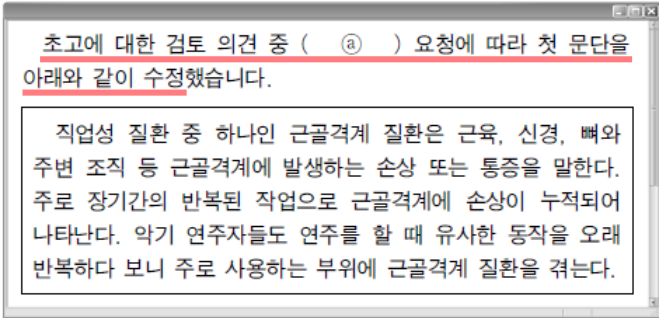 초고에 대한 검토 의견 중 ( ⓐ ) 요청에 따라 첫 문단을
아래와 같이 수정했습니다.
직업성 질환 중 하나인 근골격계 질환은 근육, 신경, 뼈와
주변 조직 등 근골격계에 발생하는 손상 또는 통증을 말한다.
주로 장기간의 반복된 작업으로 근골격계에 손상이 누적되어
나타난다. 악기 연주자들도 연주를 할 때 유사한 동작을 오래
반복하다 보니 주로 사용하는 부위에 근골격계 질환을 겪는다.